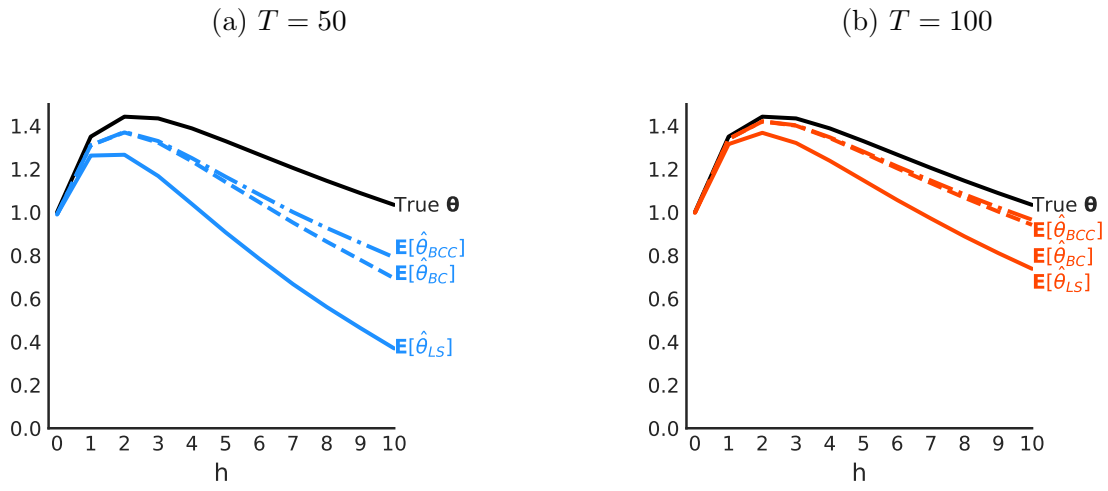 (a) T = 50
1.4
1.2
1.0
0.8
0.6
0.4
0.2
0.0
0 1 2 3 4 5 6 7 8 9 10
h
True θ
E[θ̂_BCC]
E[θ̂_BC]
E[θ̂_LS]
(b) T = 100
1.4
1.2
1.0
0.8
0.6
0.4
0.2
0.0
0 1 2 3 4 5 6 7 8 9 10
h
True θ
E[θ̂_BCC]
E[θ̂_BC]
E[θ̂_LS]